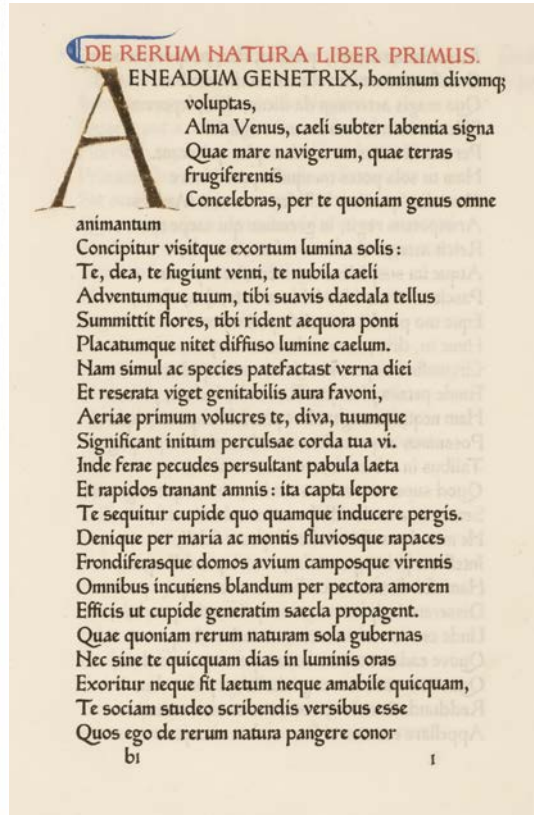 DE RERUM NATURA LIBER PRIMUS.
AENEADUM GENETRIX, hominum divomq;
voluptas,
Alma Venus, caeli subter labentia signa
Quae mare navigerum, quae terras
frugiferentis
Concelebras, per te quoniam genus omne
animantum
Concipitur visitque exortum lumina solis:
Te, dea, te fugiunt venti, te nubila caeli
Adventumque tuum, tibi suavis daedala tellus
Summittit flores, tibi rident aequora ponti
Placatumque nitet diffuso lumine caelum.
Nam simul ac species patefactast verna diei
Et reserata viget genitabilis aura favoni,
Aeriae primum volucres te, diva, tuumque
Significant initum perculsae corda tua vi.
Inde ferae pecudes persultant pabula laeta
Et rapidos tranant amnis: ita capta lepore
Te sequitur cupide quo quamque inducere pergis.
Denique per maria ac montis fluviosque rapaces
Frondiferasque domos avium camposque virentis
Omnibus incutiens blandum per pectora amorem
Efficis ut cupide generatim saecla propagent.
Quae quoniam rerum naturam sola gubernas
Nec sine te quicquam dias in luminis oras
Exoritur neque fit laetum neque amabile quicquam,
Te sociam studeo scribendis versibus esse
Quos ego de rerum natura pangere conor
b1 1